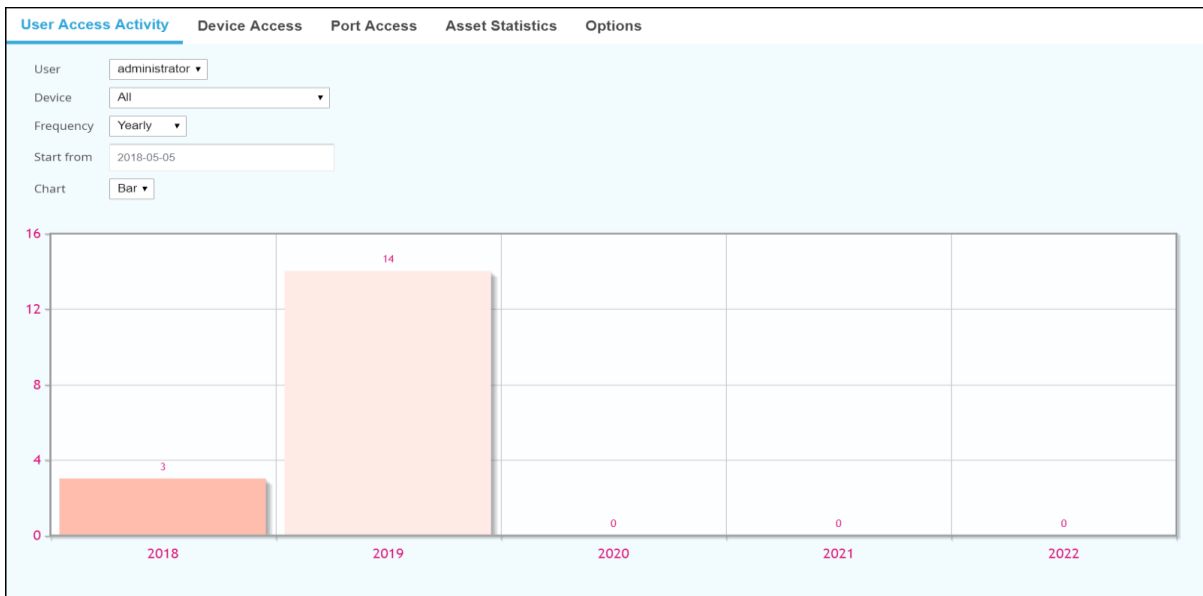 User Access Activity Device Access Port Access Asset Statistics Options
User administrator
Device All
Frequency Yearly
Start from 2018-05-05
Chart Bar
16
14
12
8
4
3
0 0 0
0
2018 2019 2020 2021 2022